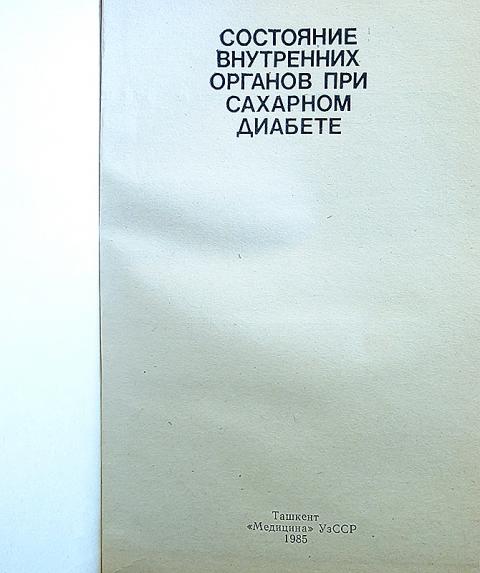 СОСТОЯНИЕ
ВНУТРЕННИХ
ОРГАНОВ ПРИ
САХАРНОМ
ДИАБЕТЕ
Ташкент
«Медицина» УзССР
1985